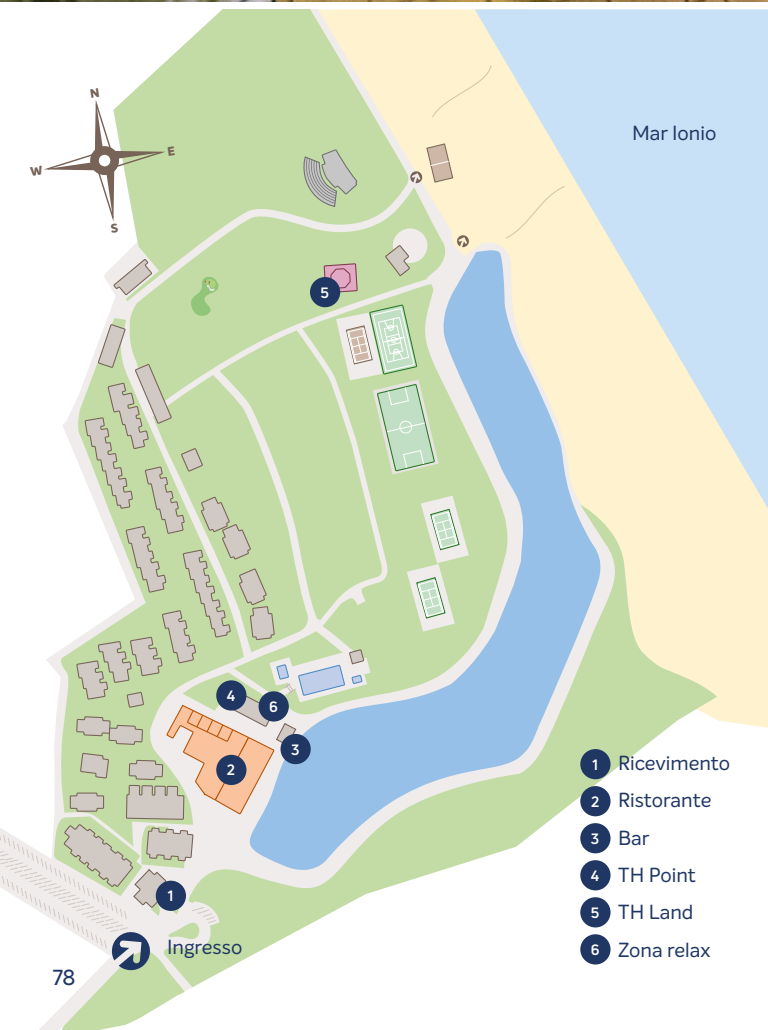 N
Mar Ionio
W
E
S
5
4
6
3
2
1 Ricevimento
2 Ristorante
3 Bar
4 TH Point
5 TH Land
1
6 Zona relax
Ingresso
78